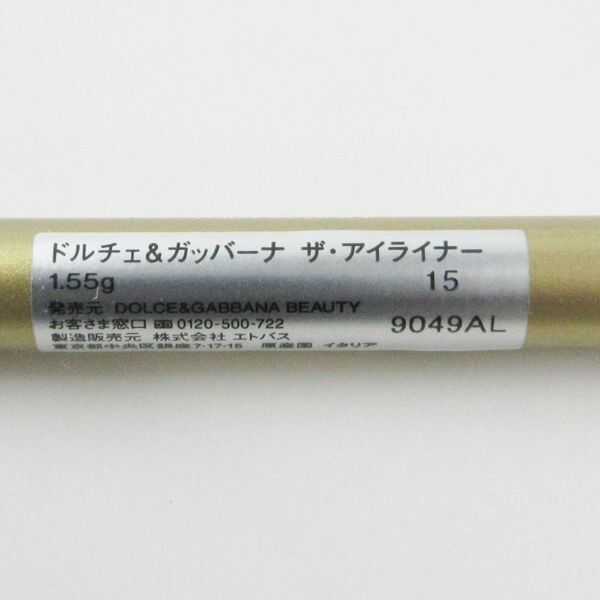 ドルチェ&ガッバーナ ザ・アイライナー
1.55g 15
発売元 DOLCE&GABBANA BEAUTY
お客さま窓口 0120-500-722 9049AL
製造販売元 株式会社 エトバス
東京都中央区銀座7-17-15 原産国 イタリア